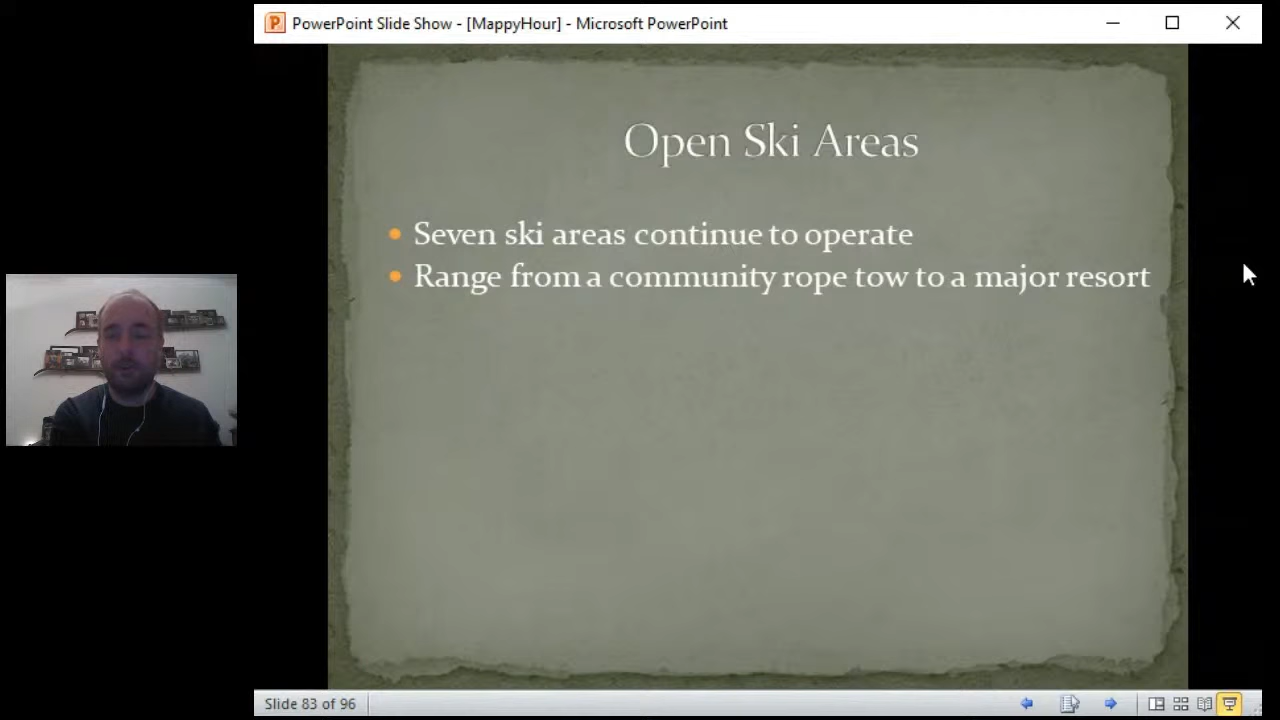 PowerPoint Slide Show - [MappyHour] - Microsoft PowerPoint
Open Ski Areas
Seven ski areas continue to operate
Range from a community rope tow to a major resort
Slide 83 of 96